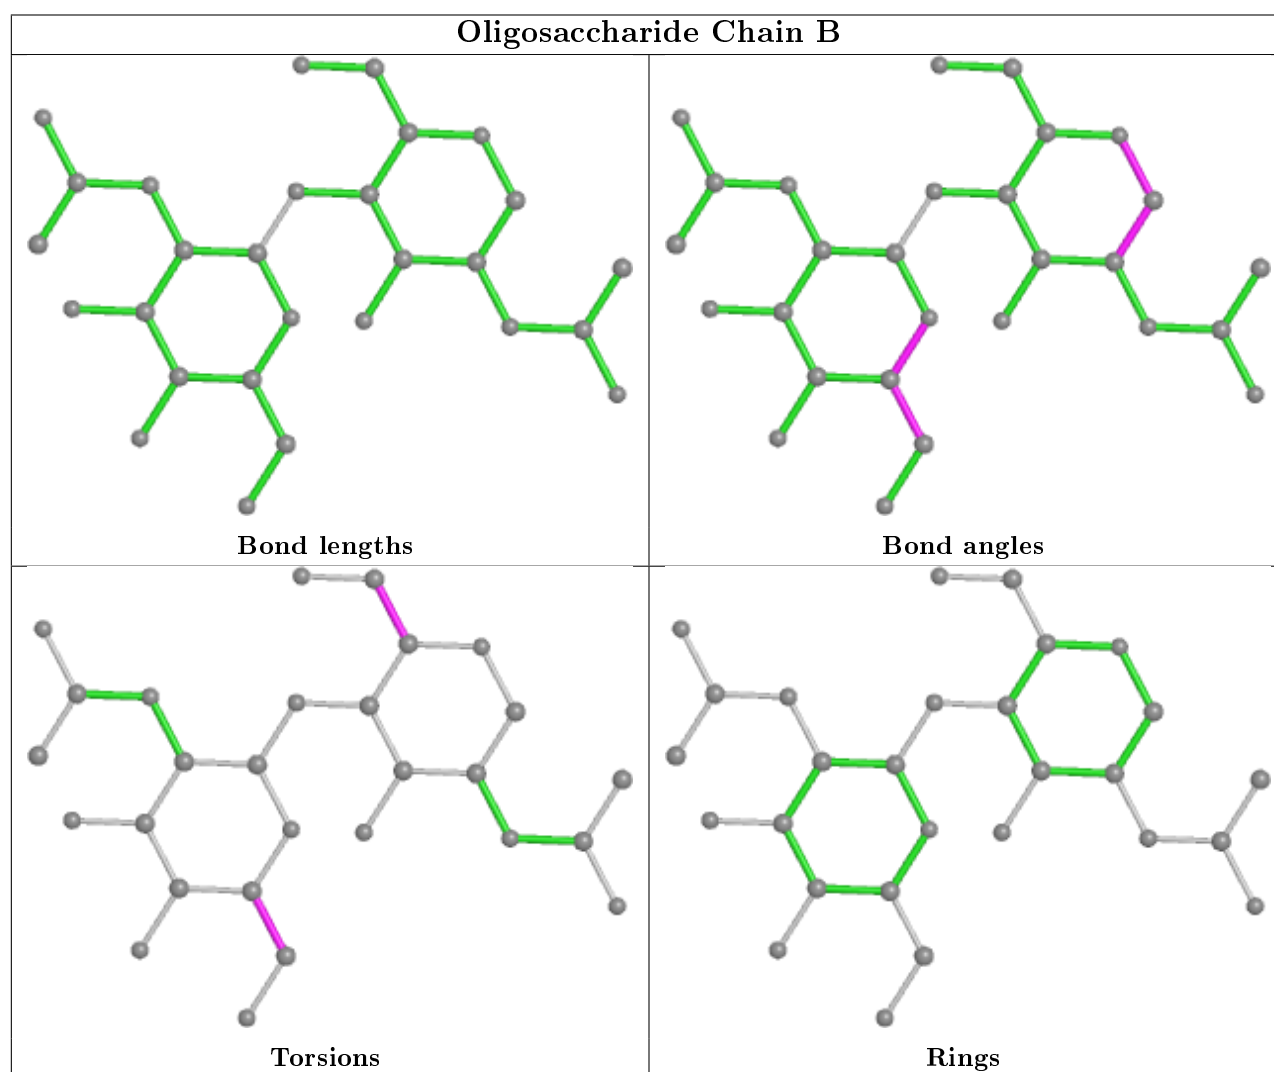 Oligosaccharide Chain B
Bond lengths
Bond angles
Torsions
Rings